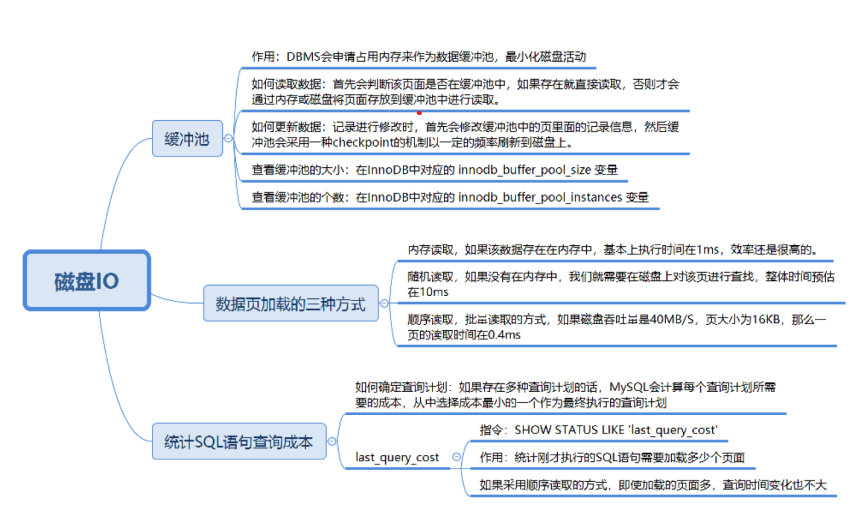 作用：DBMS会申请占用内存来作为数据缓冲池，最小化磁盘活动
如何读取数据：首先会判断该页面是否在缓冲池中，如果存在就直接读取，否则才会
通过内存或磁盘将页面存放到缓冲池中进行读取。
如何更新数据：记录进行修改时，首先会修改缓冲池中的页里面的记录信息，然后缓
冲池会采用一种checkpoint的机制以一定的频率刷新到磁盘上。
缓冲池
查看缓冲池的大小：在InnoDB中对应的 innodb_buffer_pool_size 变量
查看缓冲池的个数：在InnoDB中对应的 innodb_buffer_pool_instances 变量
磁盘IO
内存读取，如果该数据存在在内存中，基本上执行时间在1ms，效率还是很高的。
数据页加载的三种方式
随机读取，如果没有在内存中，我们就需要在磁盘上对该页进行查找，整体时间预估
在10ms
顺序读取，批量读取的方式，如果磁盘吞吐量是40MB/S，页大小为16KB，那么一
页的读取时间在0.4ms
如何确定查询计划：如果存在多种查询计划的话，MySQL会计算每个查询计划所需
要的成本，从中选择成本最小的一个作为最终执行的查询计划
统计SQL语句查询成本
指令：SHOW STATUS LIKE 'last_query_cost'
last_query_cost
作用：统计刚才执行的SQL语句需要加载多少个页面
如果采用顺序读取的方式，即使加载的页面多，查询时间变化也不大